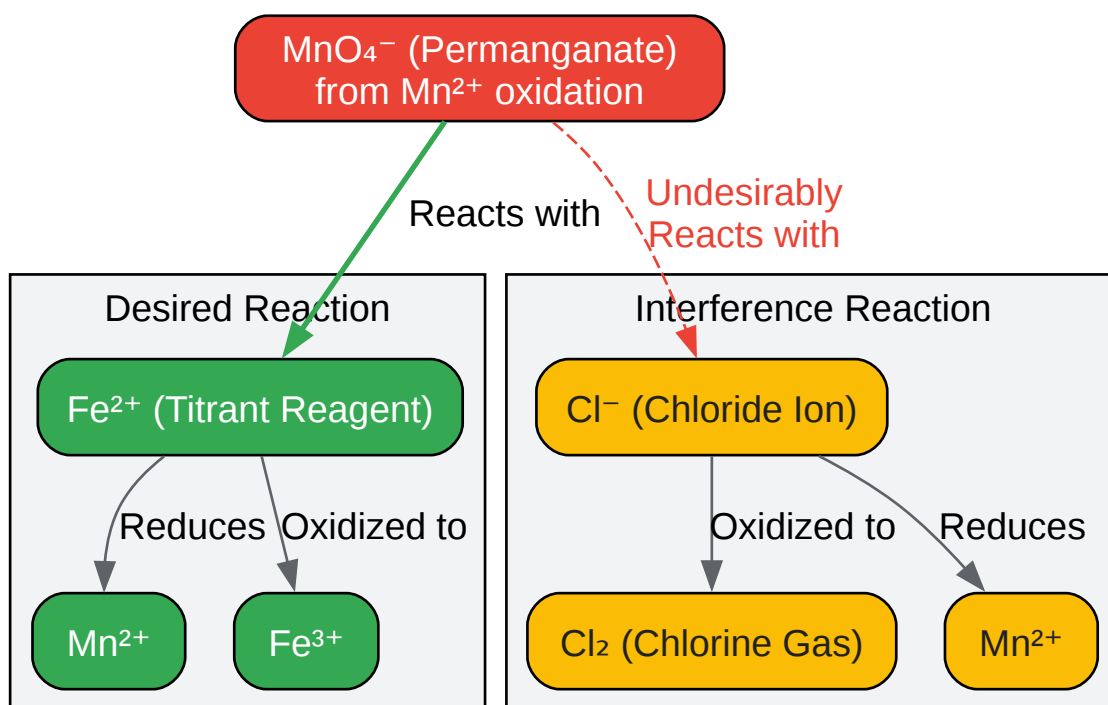 MnO₄⁻ (Permanganate)
from Mn²⁺ oxidation
Reacts with
Undesirably
Reacts with
Desired Reaction
Interference Reaction
Fe²⁺ (Titrant Reagent)
Cl⁻ (Chloride Ion)
Reduces
Oxidized to
Oxidized to
Reduces
Mn²⁺
Fe³⁺
Cl₂ (Chlorine Gas)
Mn²⁺